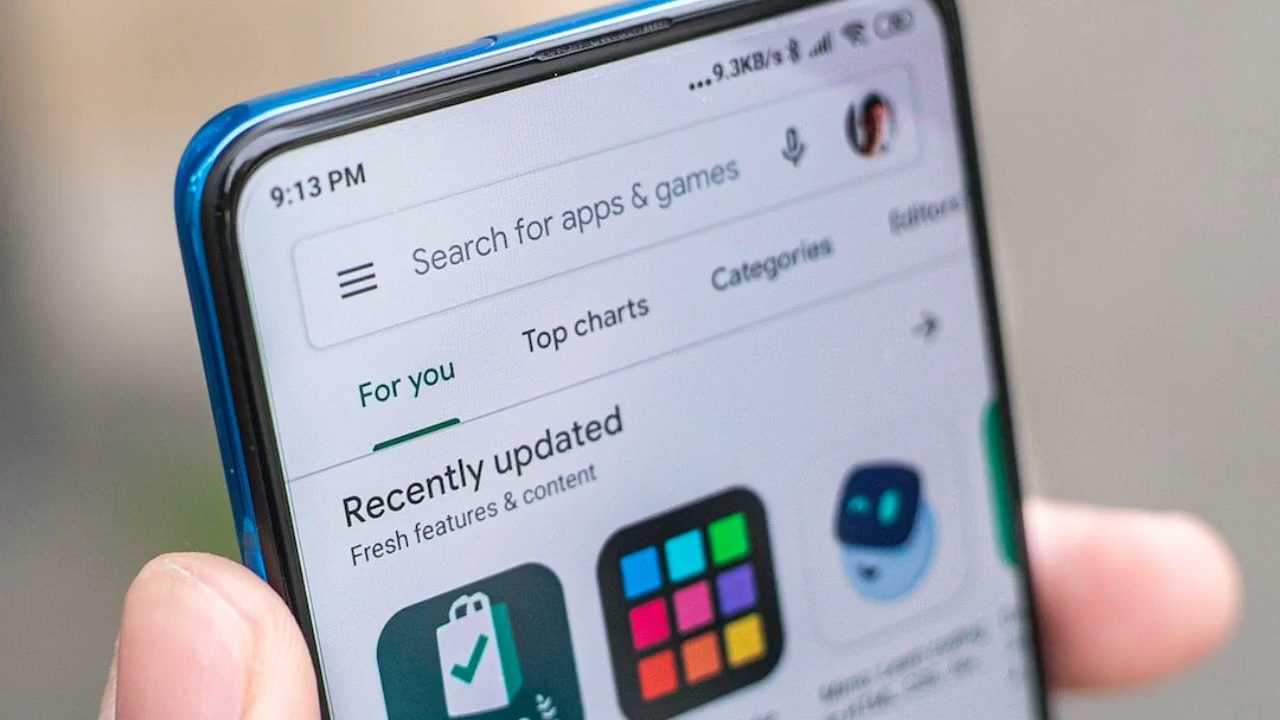 ...9.3KB/s
9:13 PM
Search for apps & games
For you Top charts Categories Editors
Recently updated
Fresh features & content